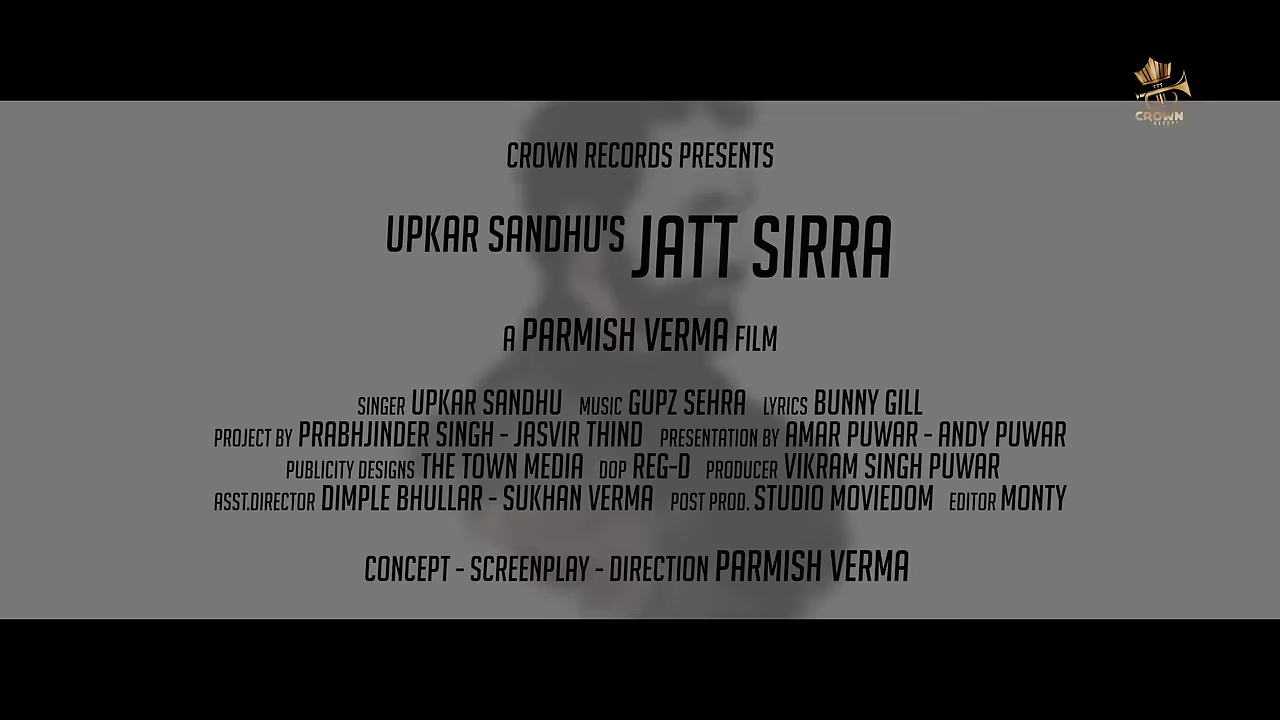 CROWN
CROWN RECORDS PRESENTS
UPKAR SANDHU'S JATT SIRRA
A PARMISH VERMA FILM
SINGER UPKAR SANDHU MUSIC GUPZ SEHRA LYRICS BUNNY GILL
PROJECT BY PRABHJINDER SINGH - JASVIR THIND PRESENTATION BY AMAR PUWAR - ANDY PUWAR
PUBLICITY DESIGNS THE TOWN MEDIA DOP REG-D PRODUCER VIKRAM SINGH PUWAR
ASST.DIRECTOR DIMPLE BHULLAR - SUKHAN VERMA POST PROD. STUDIO MOVIEDOM EDITOR MONTY
CONCEPT - SCREENPLAY - DIRECTION PARMISH VERMA